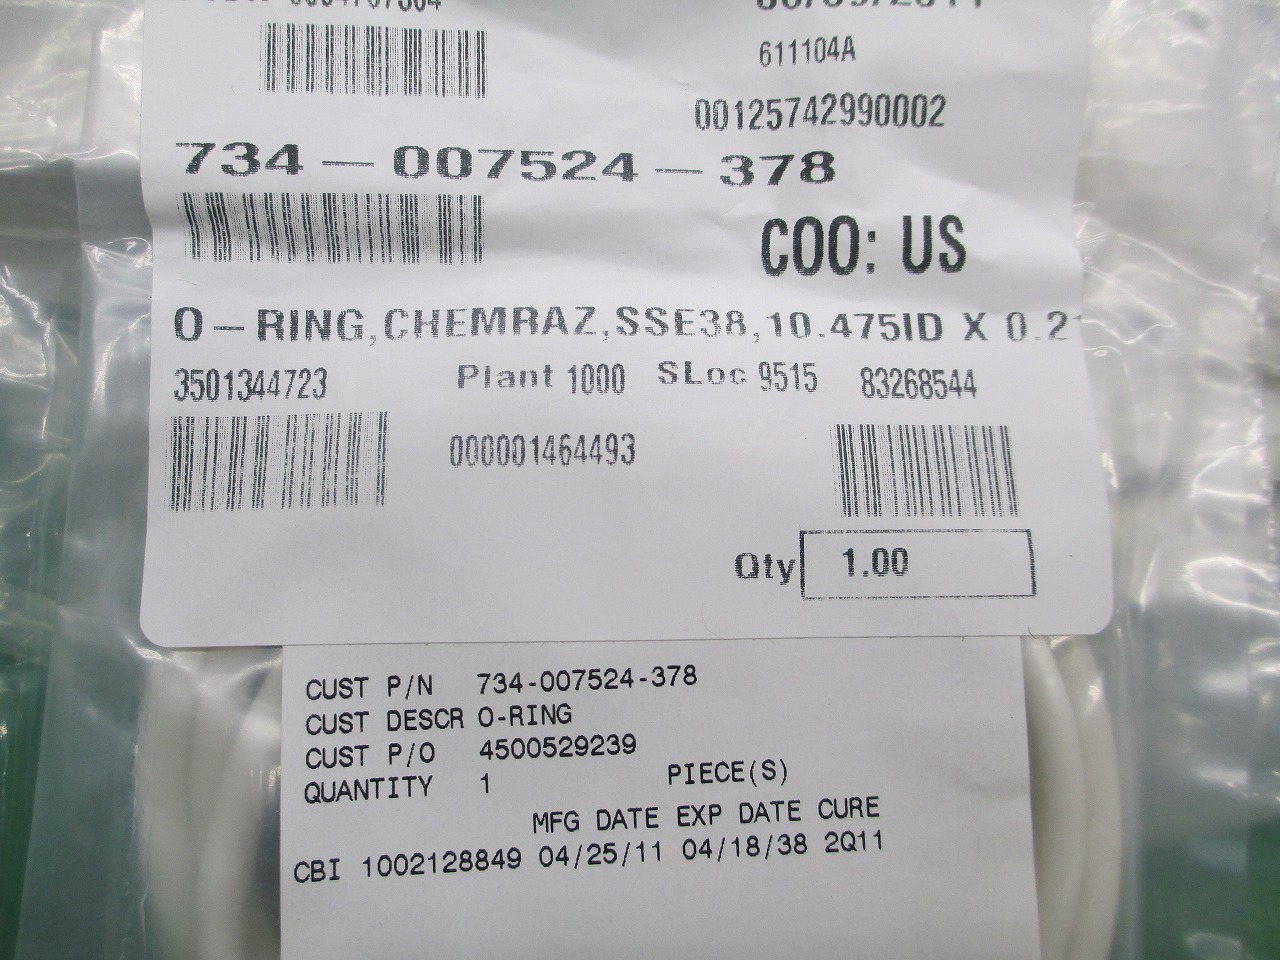 611104A
00125742990002
734-007524-378
COO: US
O-RING,CHEMRAZ,SSE38,10.475ID X 0.2
3501344723 Plant 1000 SLoc 9515 83268544
000001464493
Qty 1.00
CUST P/N 734-007524-378
CUST DESCR O-RING
CUST P/O 4500529239
QUANTITY 1 PIECE(S)
MFG DATE EXP DATE CURE
CBI 1002128849 04/25/11 04/18/38 2Q11